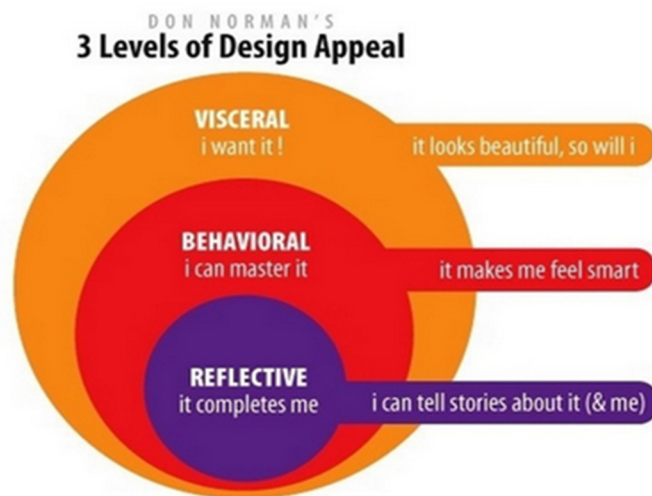 DON NORMAN'S
3 Levels of Design Appeal
VISCERAL
i want it !
it looks beautiful, so will i
BEHAVIORAL
i can master it
it makes me feel smart
REFLECTIVE
it completes me
i can tell stories about it (& me)